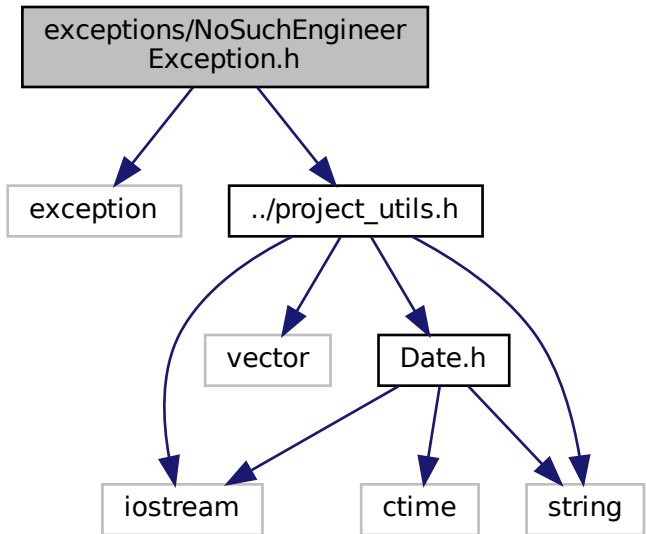 exceptions/NoSuchEngineer
Exception.h
exception
../project_utils.h
vector
Date.h
iostream
ctime
string